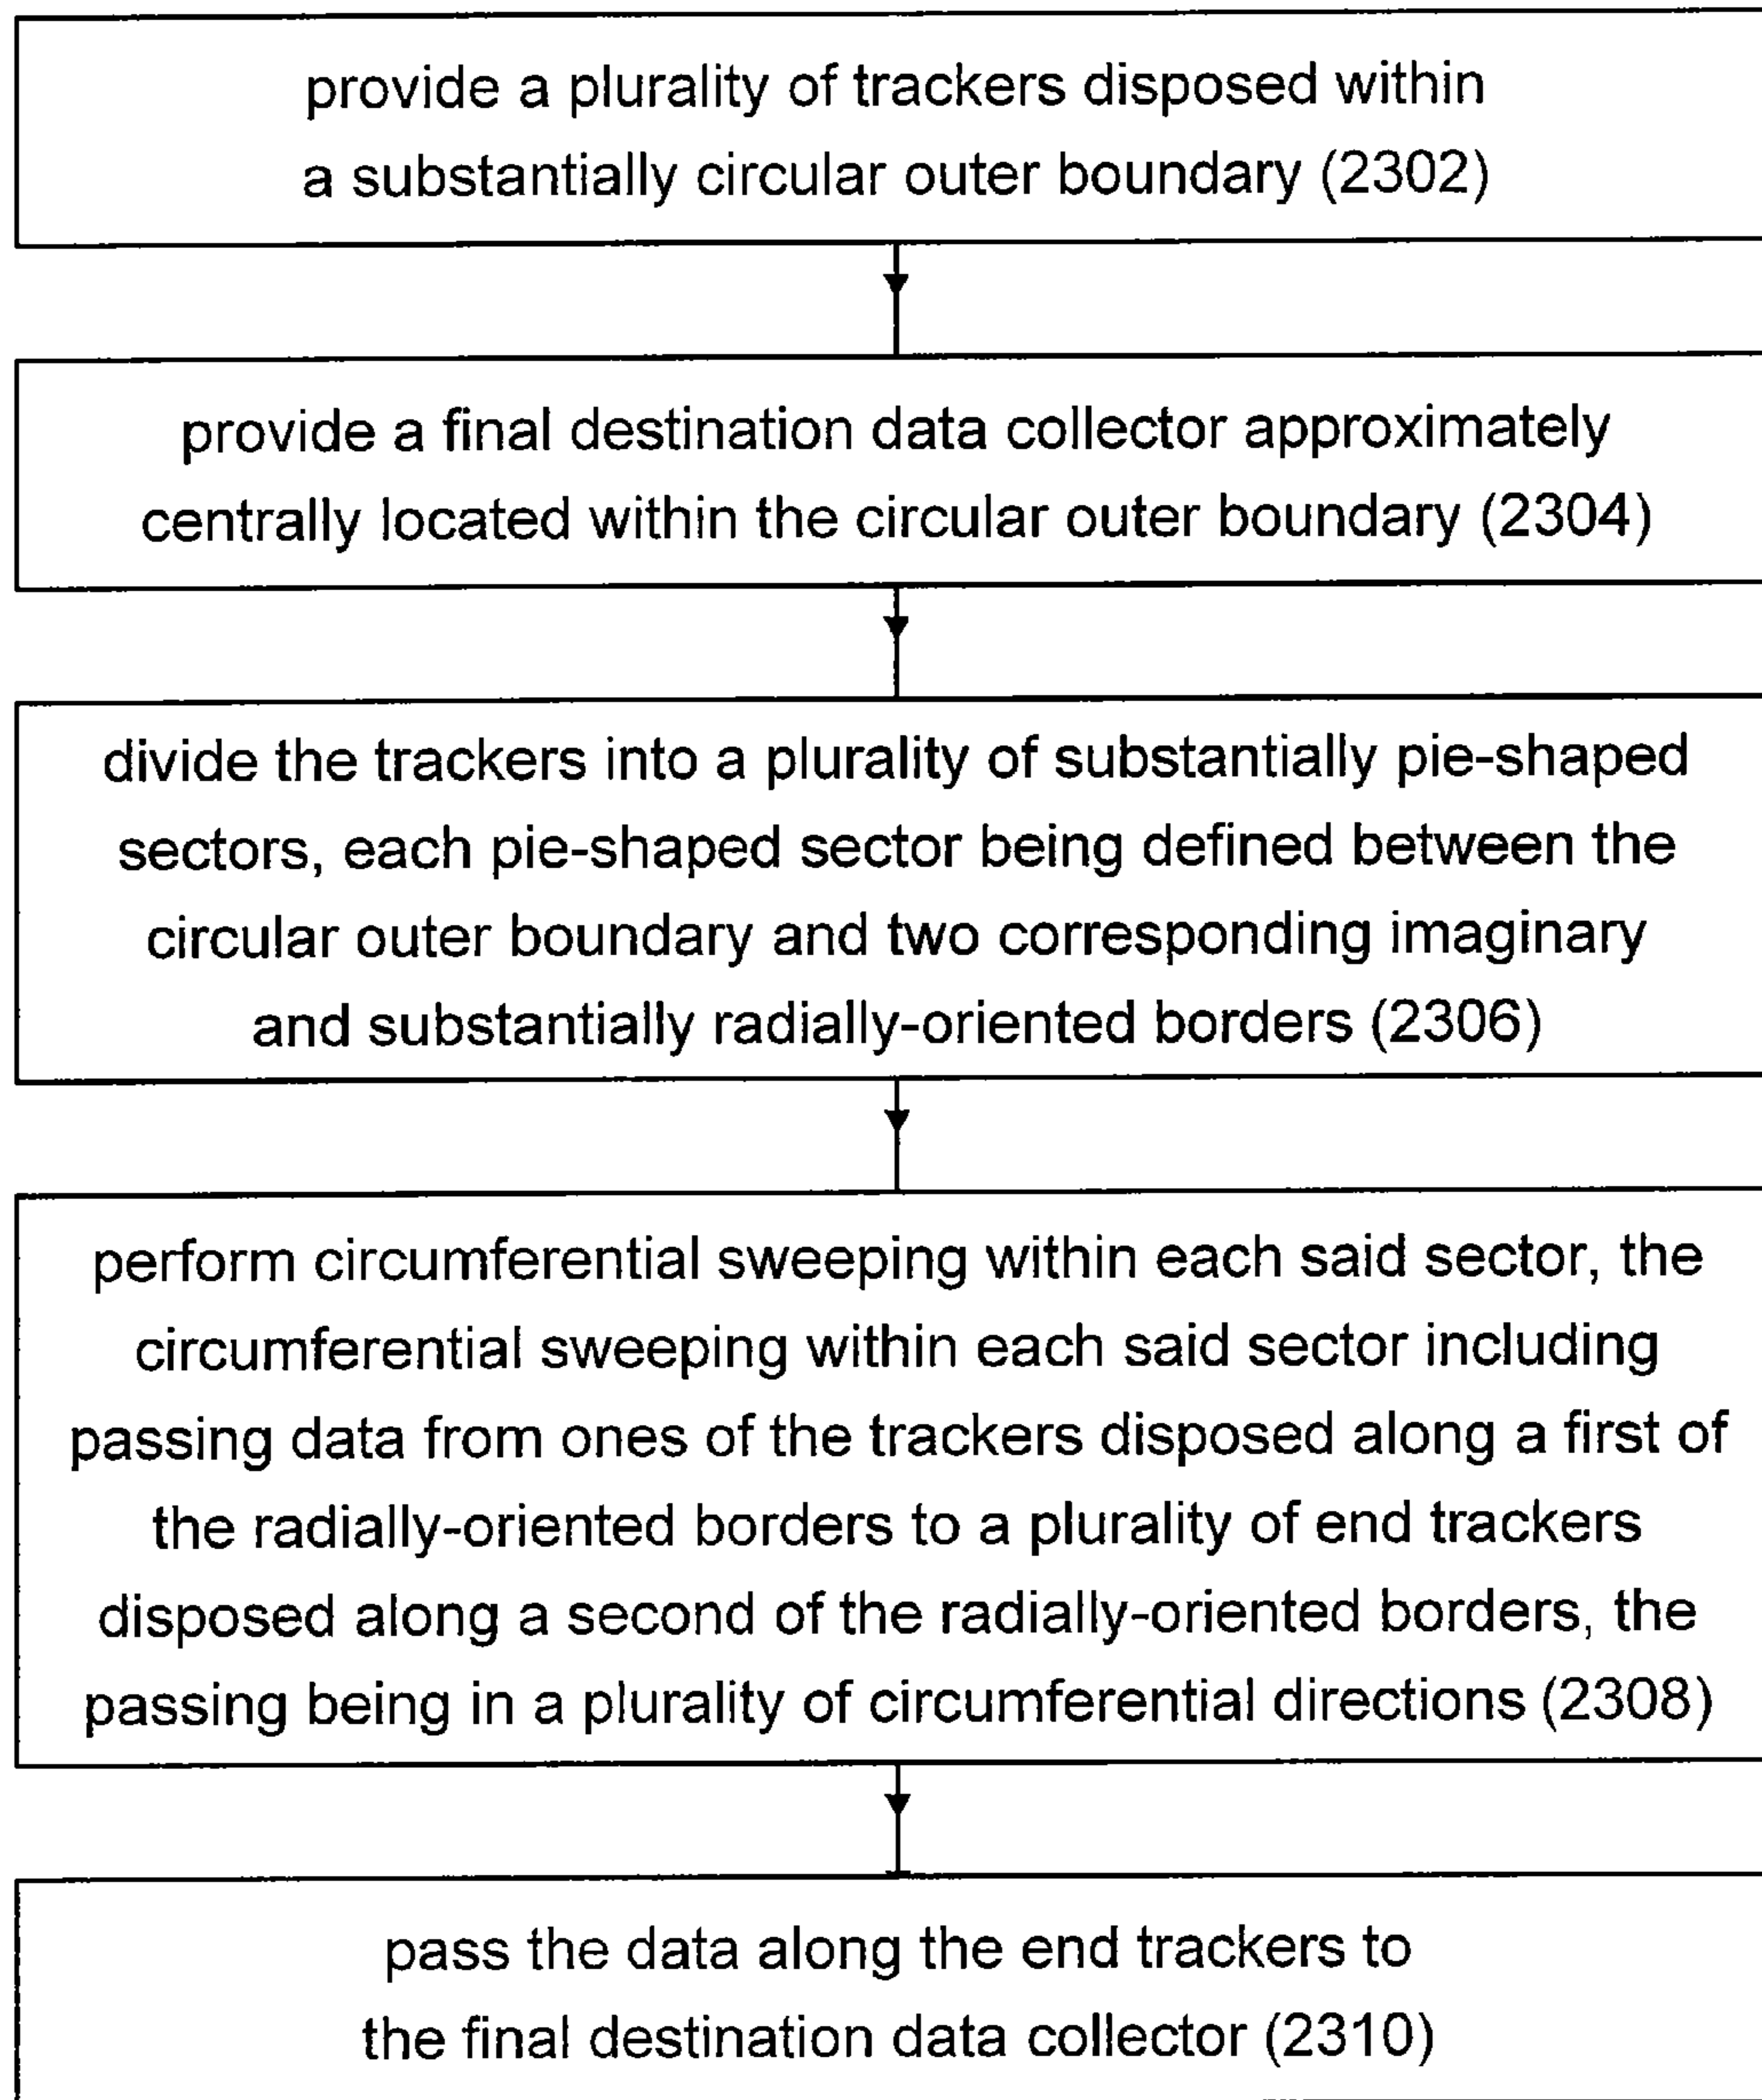 provide a plurality of trackers disposed within
a substantially circular outer boundary (2302)
provide a final destination data collector approximately
centrally located within the circular outer boundary (2304)
divide the trackers into a plurality of substantially pie-shaped
sectors, each pie-shaped sector being defined between the
circular outer boundary and two corresponding imaginary
and substantially radially-oriented borders (2306)
perform circumferential sweeping within each said sector, the
circumferential sweeping within each said sector including
passing data from ones of the trackers disposed along a first of
the radially-oriented borders to a plurality of end trackers
disposed along a second of the radially-oriented borders, the
passing being in a plurality of circumferential directions (2308)
pass the data along the end trackers to
the final destination data collector (2310)